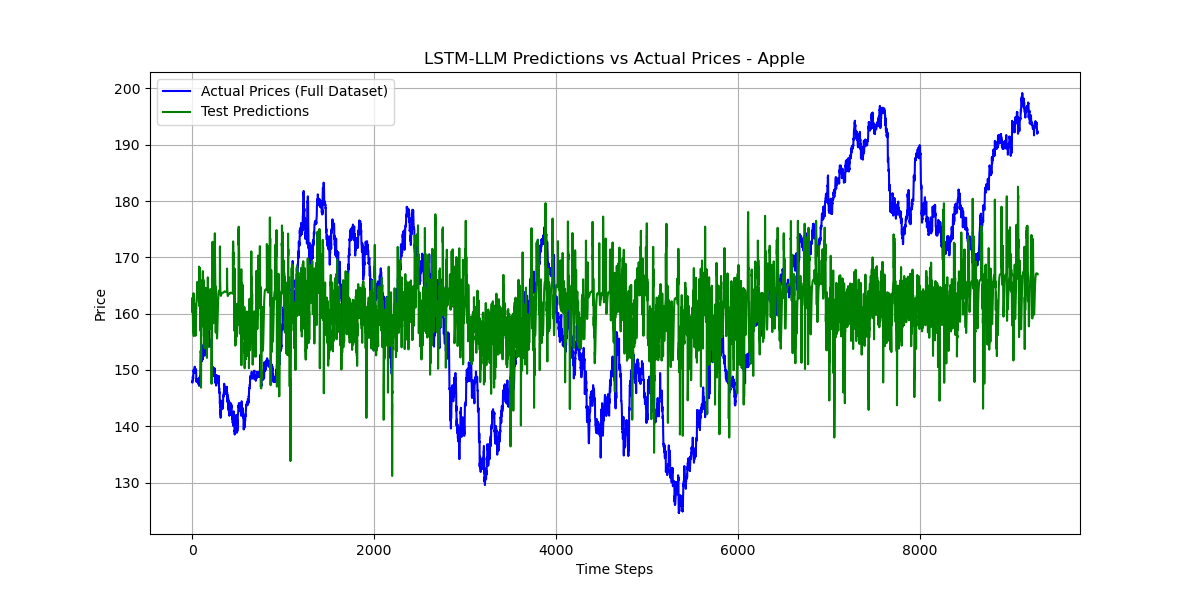 LSTM-LLM Predictions vs Actual Prices - Apple
Actual Prices (Full Dataset)
Test Predictions
Price
200
190
180
170
160
150
140
130
0 2000 4000 6000 8000
Time Steps